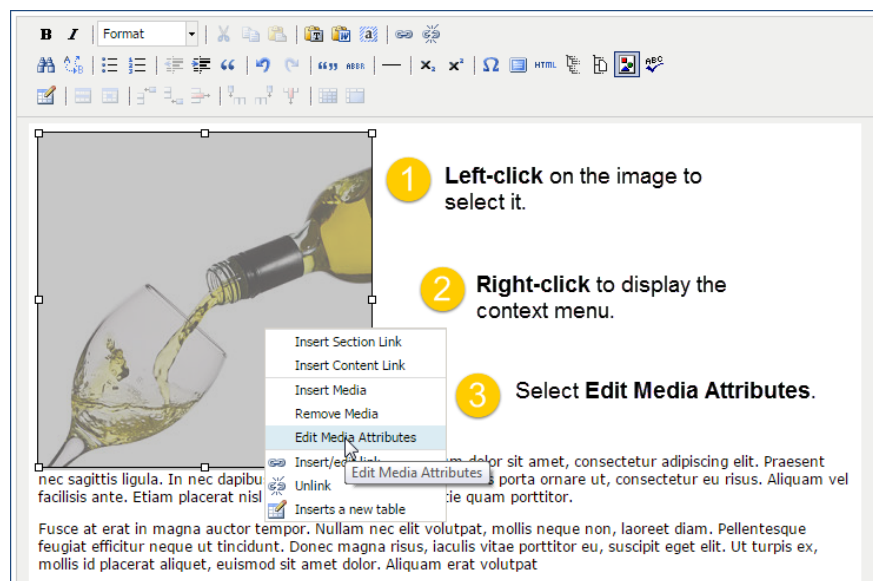 B I Format
HTML ABC
ABBR
1 Left-click on the image to
select it.
2 Right-click to display the
context menu.
Insert Section Link
Insert Content Link
Insert Media
Remove Media
Edit Media Attributes
Insert/edit link
Edit Media Attributes
Unlink
Inserts a new table
3 Select Edit Media Attributes.
dolor sit amet, consectetur adipiscing elit. Praesent
nec sagittis ligula. In nec porta ornare ut, consectetur eu risus. Aliquam vel
facilisis ante. Etiam placerat nisl quam porttitor.
Fusce at erat in magna auctor tempor. Nullam nec elit volutpat, mollis neque non, laoreet diam. Pellentesque
feugiat efficitur neque ut tincidunt. Donec magna risus, iaculis vitae porttitor eu, suscipit eget elit. Ut turpis ex,
mollis id placerat aliquet, euismod sit amet dolor. Aliquam erat volutpat